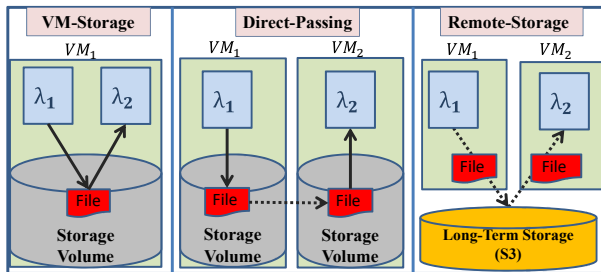 VM-Storage
VM₁
λ₁
λ₂
File
Storage
Volume
Direct-Passing
VM₁
VM₂
λ₁
λ₂
File
File
Storage
Volume
Storage
Volume
Remote-Storage
VM₁
VM₂
λ₁
λ₂
File
File
Long-Term Storage
(S3)